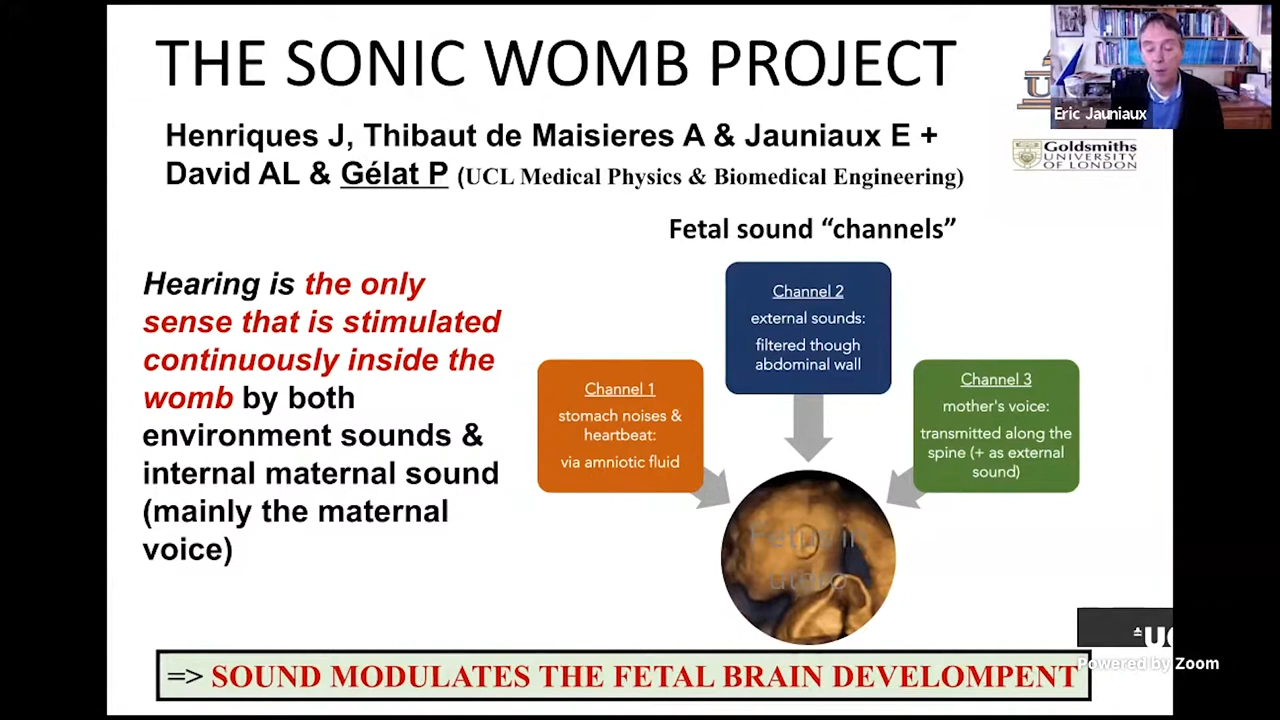 THE SONIC WOMB PROJECT
Eric Jauniaux
Henriques J, Thibaut de Maisieres A & Jauniaux E +
David AL & Gélat P (UCL Medical Physics & Biomedical Engineering)
Goldsmiths
UNIVERSITY OF LONDON
Fetal sound “channels”
Hearing is the only
sense that is stimulated
continuously inside the
womb by both
environment sounds &
internal maternal sound
(mainly the maternal
voice)
Channel 1
stomach noises &
heartbeat:
via amniotic fluid
Channel 2
external sounds:
filtered though
abdominal wall
Channel 3
mother's voice:
transmitted along the
spine (+ as external
sound)
Fetus in
utero
=> SOUND MODULATES THE FETAL BRAIN DEVELOMPENT
Powered by Zoom